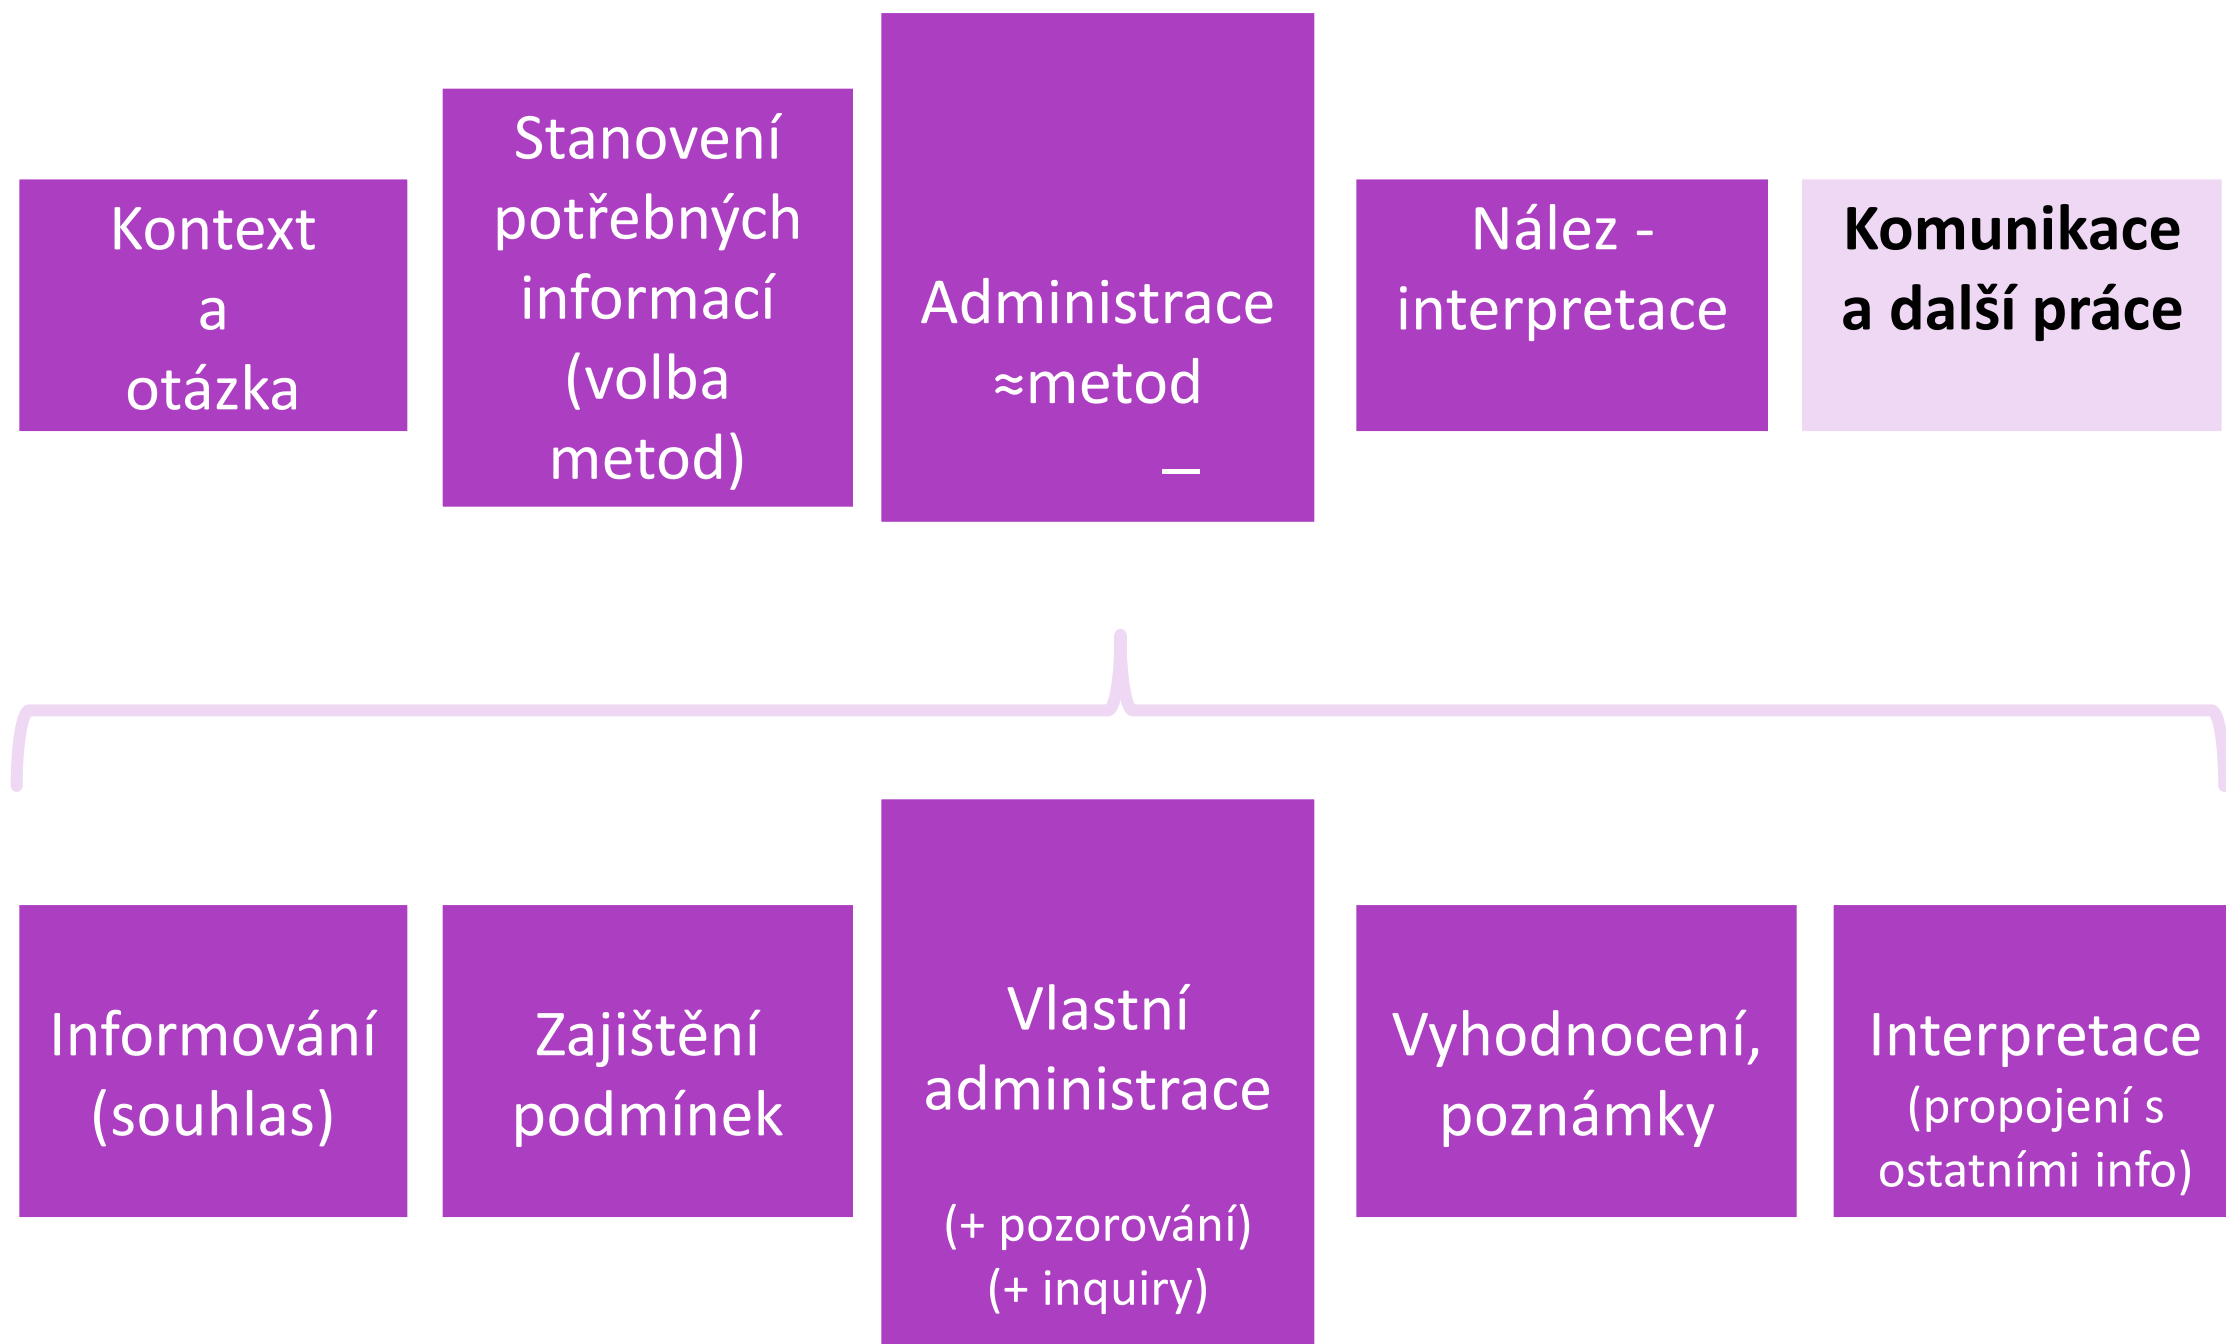 Kontext
a
otázka
Stanovení
potřebných
informací
(volba
metod)
Administrace
≈metod
_
Nález -
interpretace
Komunikace
a další práce
Informování
(souhlas)
Zajištění
podmínek
Vlastní
administrace
(+ pozorování)
(+ inquiry)
Vyhodnocení,
poznámky
Interpretace
(propojení s
ostatními info)